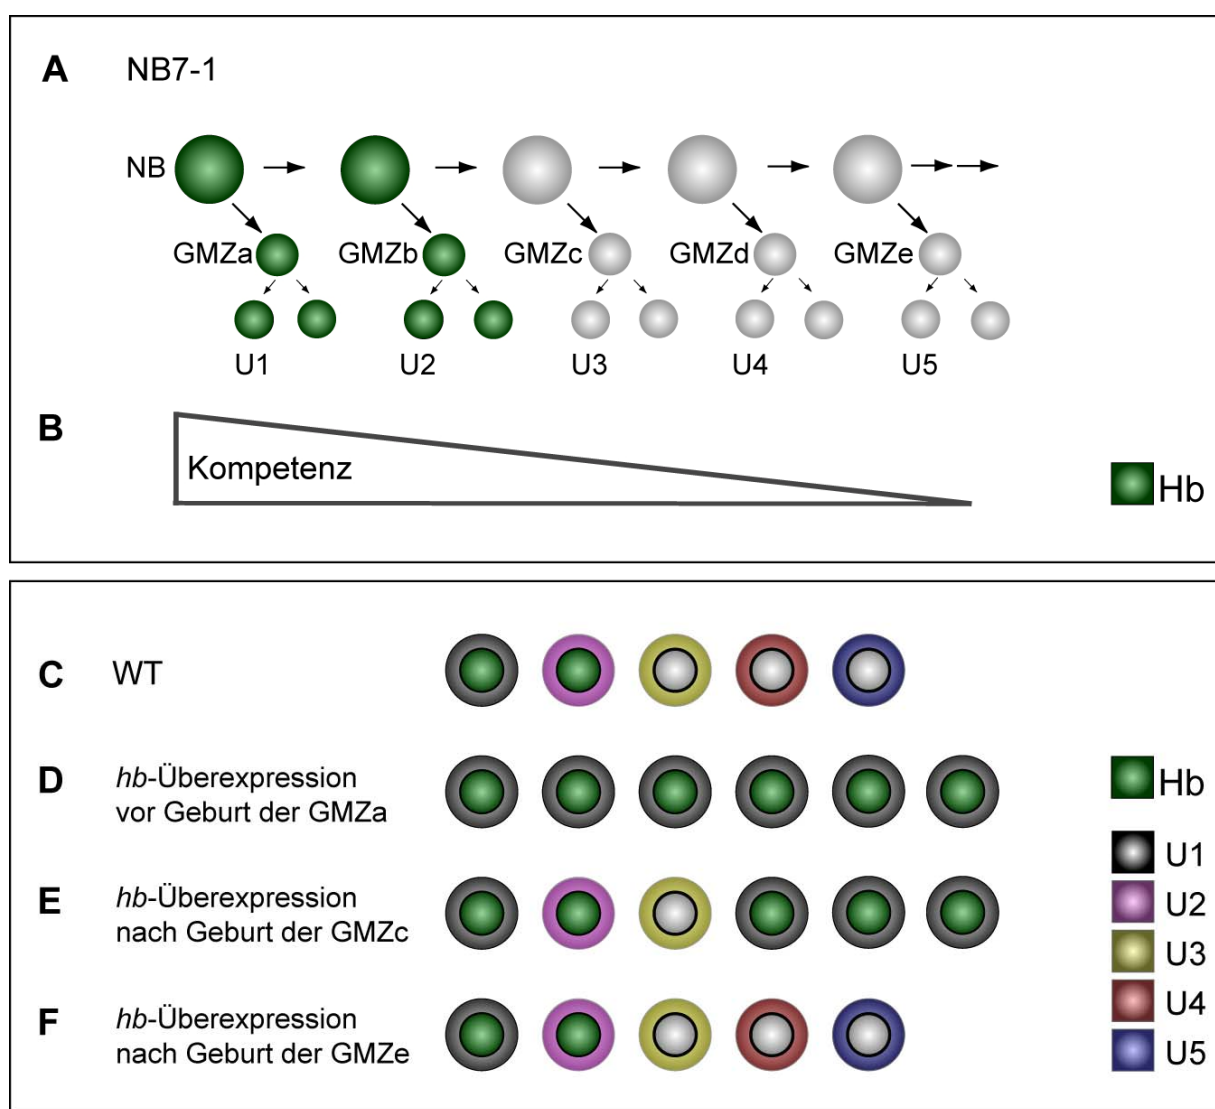 A NB7-1
NB
GMZa GMZb GMZc GMZd GMZe
U1 U2 U3 U4 U5
B
Kompetenz
Hb
C WT
D hb-Überexpression
vor Geburt der GMZa
Hb
E hb-Überexpression
nach Geburt der GMZc
F hb-Überexpression
nach Geburt der GMZe
U1
U2
U3
U4
U5